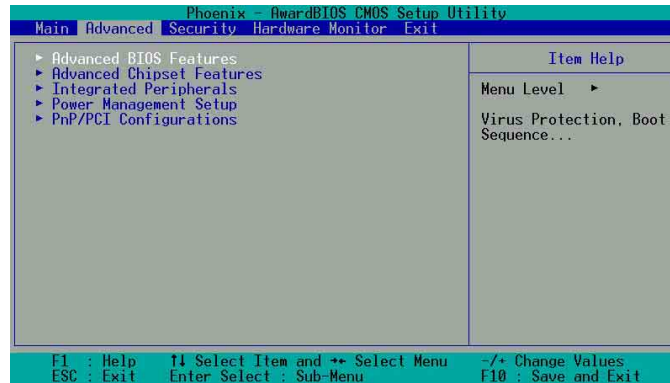 Phoenix - AwardBIOS CMOS Setup Utility
Main Advanced Security Hardware Monitor Exit
► Advanced BIOS Features
► Advanced Chipset Features
► Integrated Peripherals
► Power Management Setup
► PnP/PCI Configurations
Item Help
Menu Level ►
Virus Protection, Boot
Sequence...
F1 : Help ↑↓ Select Item and →← Select Menu -/+ Change Values
ESC : Exit Enter Select : Sub-Menu F10 : Save and Exit